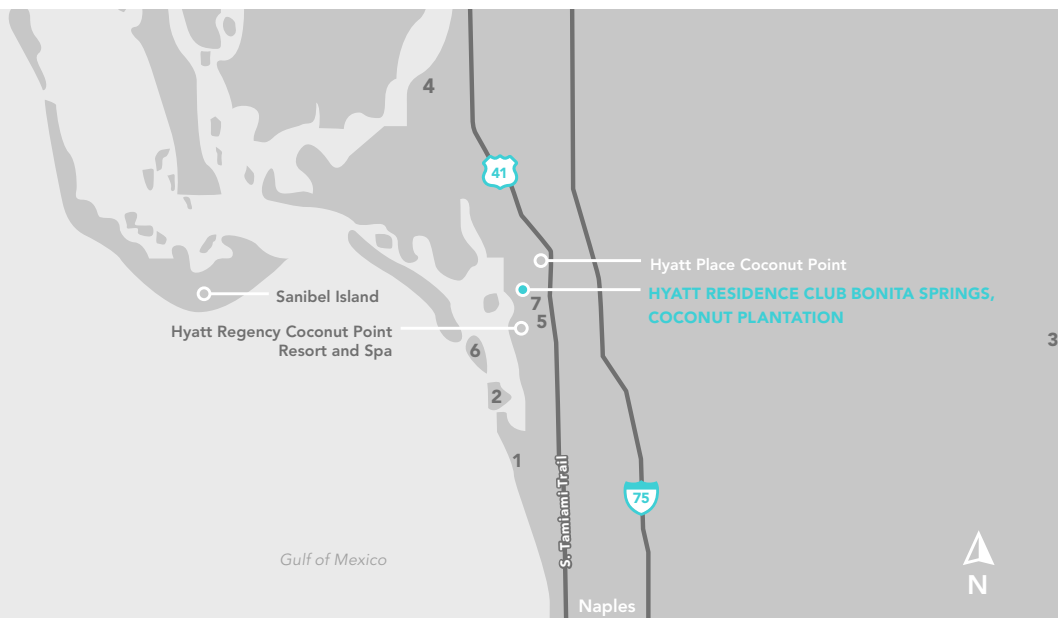 4
41
Hyatt Place Coconut Point
Sanibel Island
HYATT RESIDENCE CLUB BONITA SPRINGS,
COCONUT PLANTATION
7
5
Hyatt Regency Coconut Point
Resort and Spa
3
6
2
1
S. Tamiami Trail
75
Gulf of Mexico
N
Naples